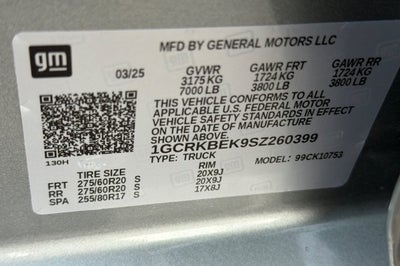 gm
MFD BY GENERAL MOTORS LLC
03/25 GVWR GAWR FRT GAWR RR
3175 KG 1724 KG 1724 KG
7000 LB 3800 LB 3800 LB
THIS VEHICLE CONFORMS TO ALL
APPLICABLE U.S. FEDERAL MOTOR
VEHICLE SAFETY STANDARDS IN EFFECT
ON THE DATE OF MANUFACTURE
SHOWN ABOVE.
1GCRKBEK9SZ260399
130H TYPE: TRUCK MODEL: 99CK10753
TIRE SIZE RIM
FRT 275/60R20 S 20X9J
RR 275/60R20 S 20X9J
SPA 255/80R17 S 17X8J